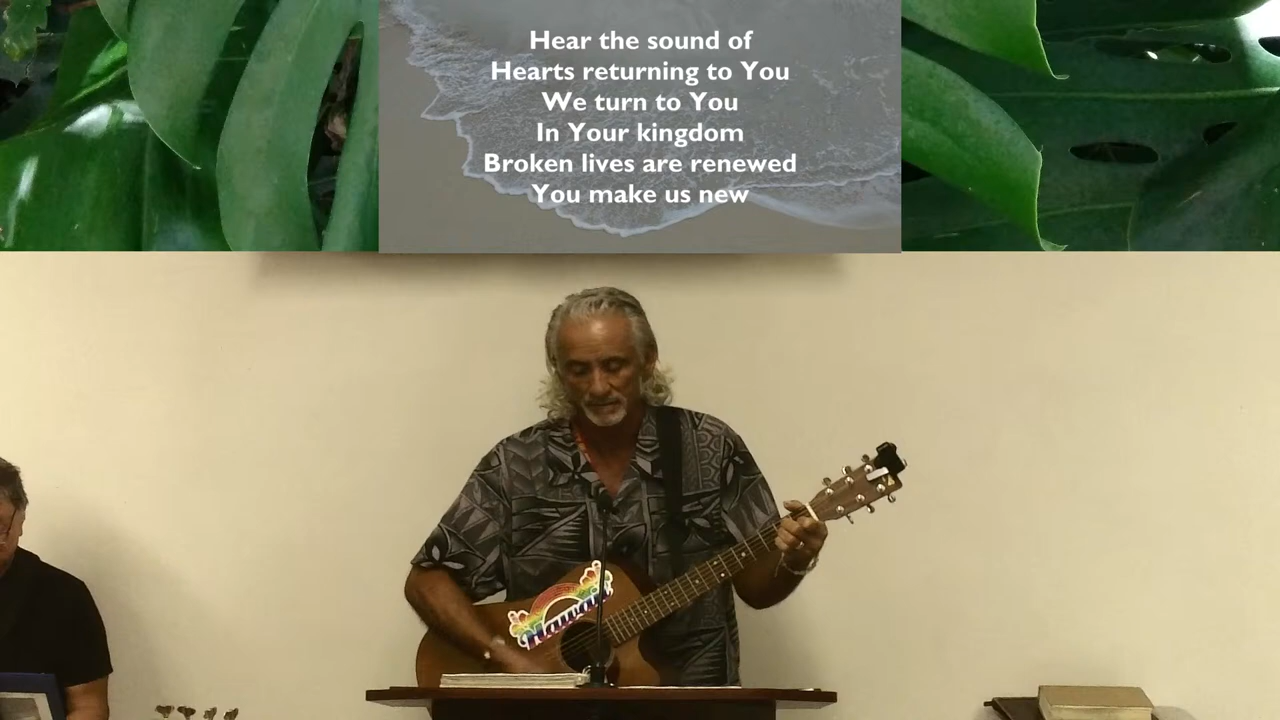 Hear the sound of
Hearts returning to You
We turn to You
In Your kingdom
Broken lives are renewed
You make us new
Hawaii